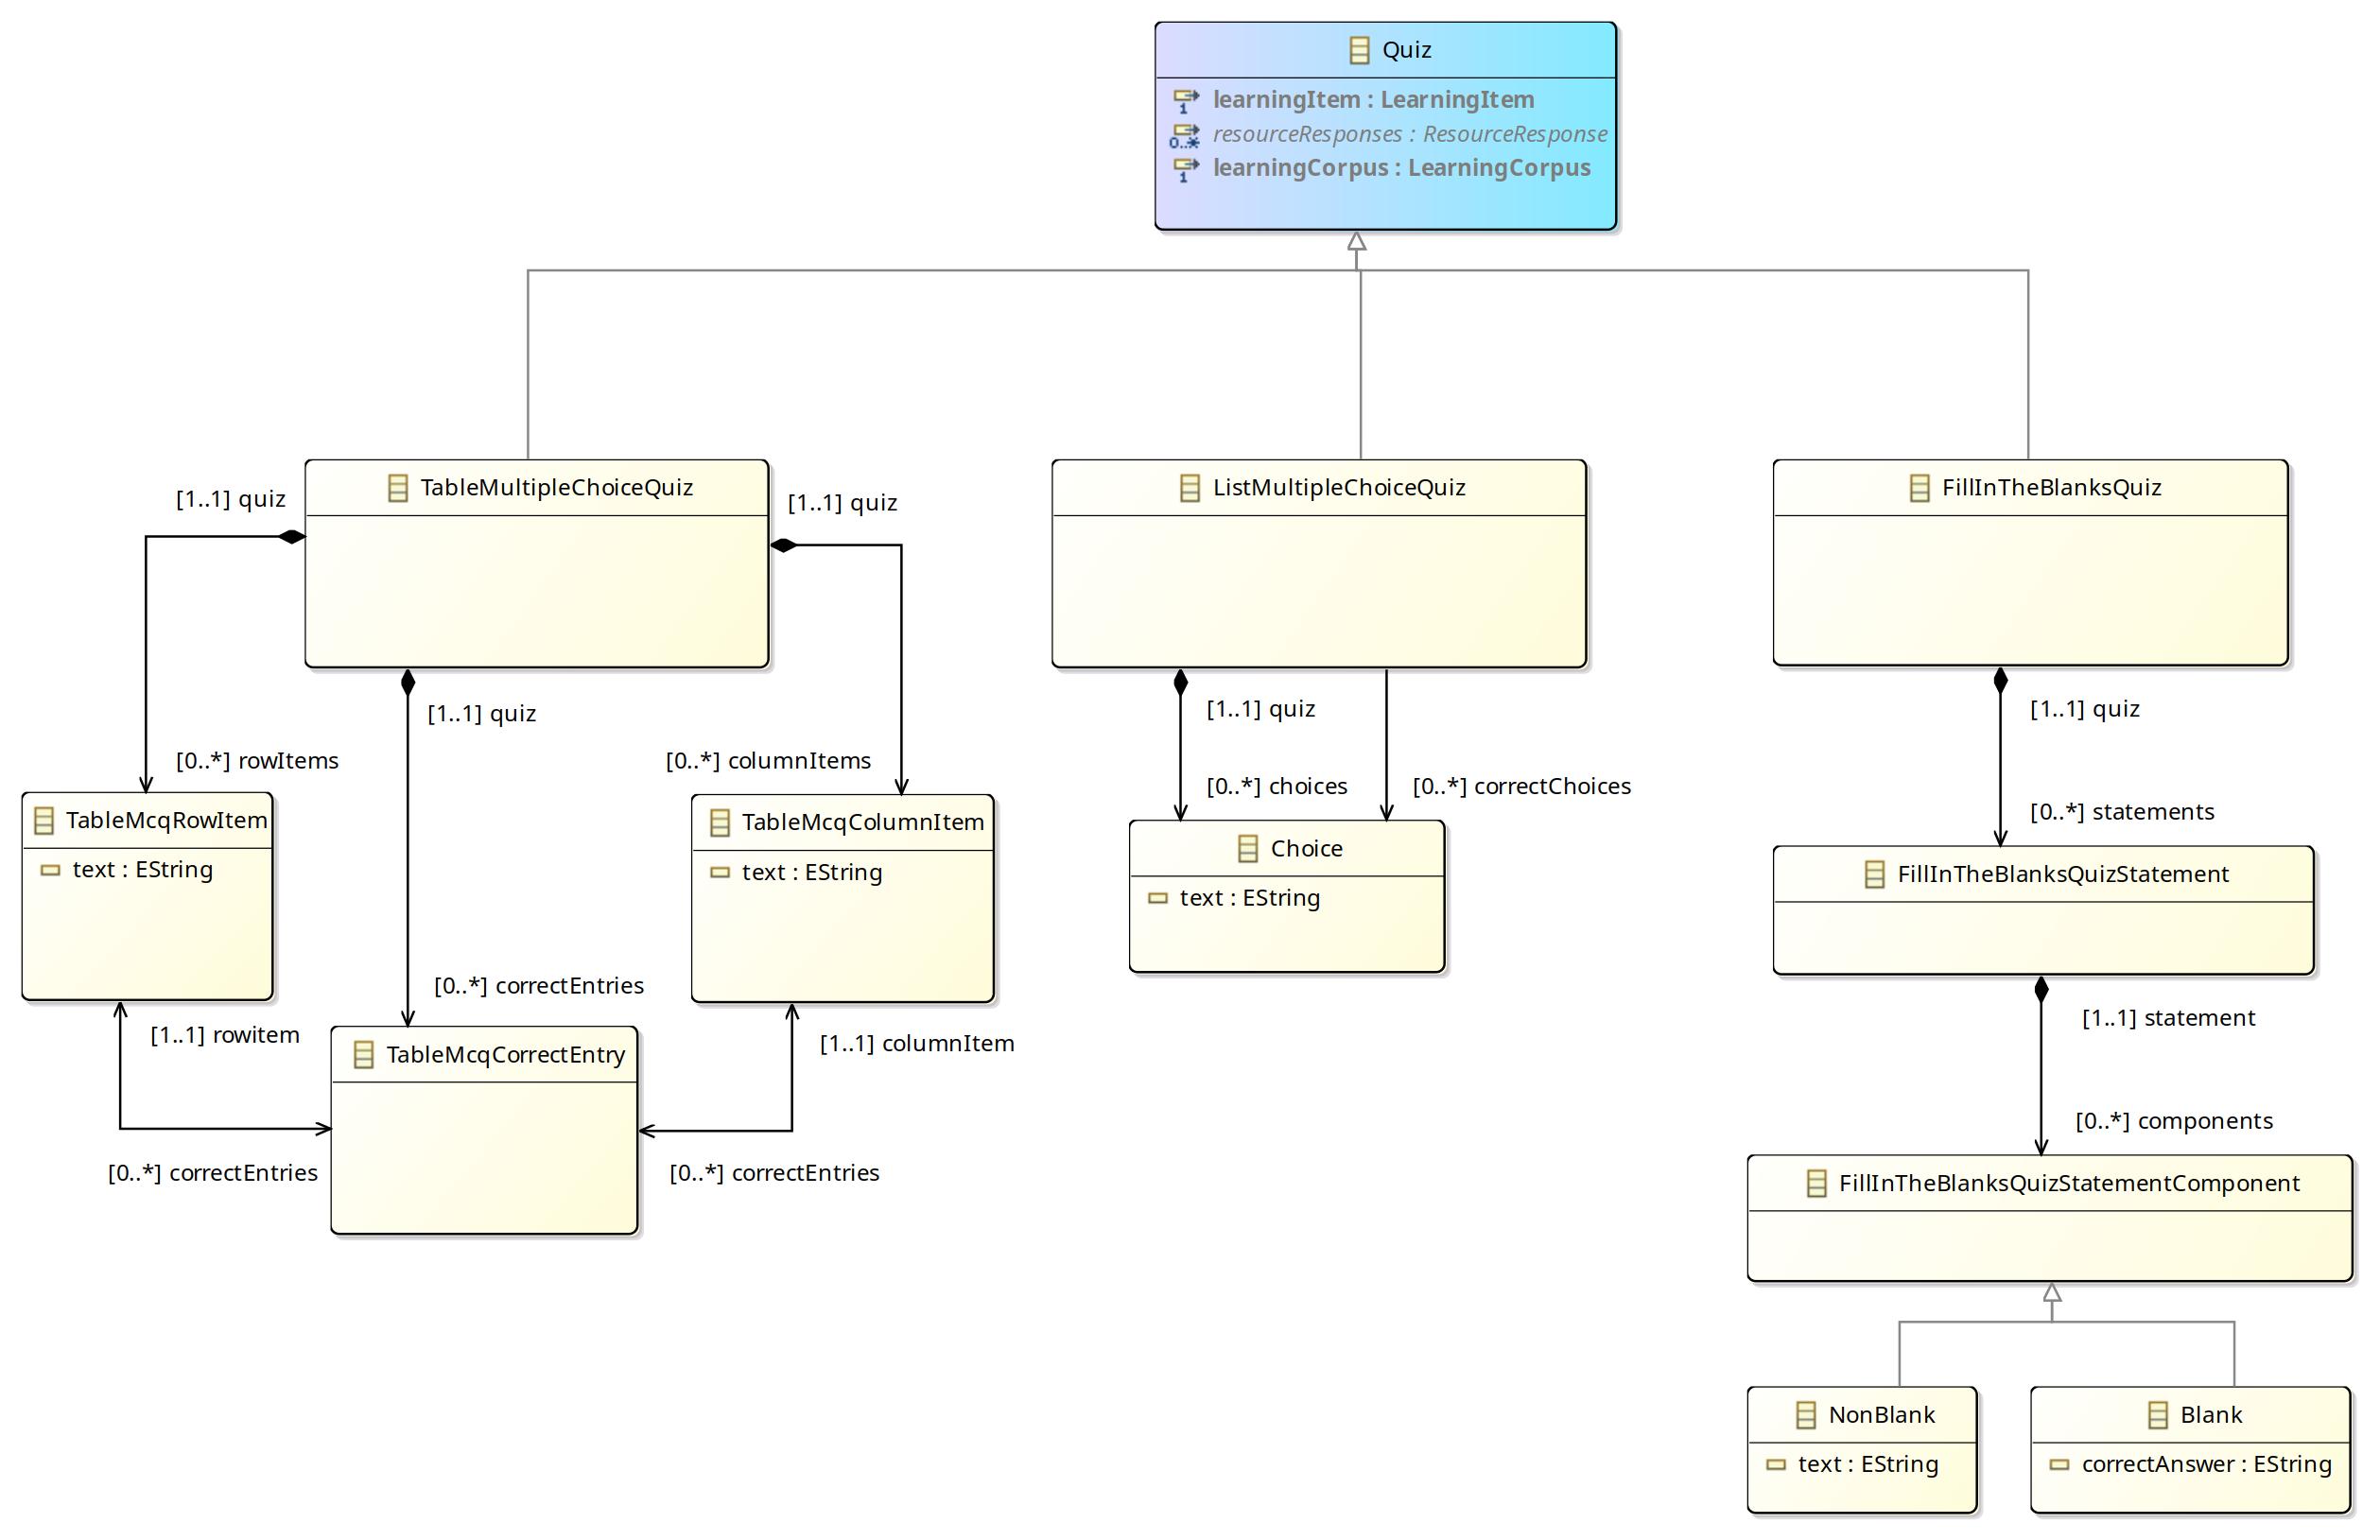 Quiz
1 learningItem : LearningItem
0..* resourceResponses : ResourceResponse
1 learningCorpus : LearningCorpus
TableMultipleChoiceQuiz
ListMultipleChoiceQuiz
FillInTheBlanksQuiz
[1..1] quiz
[1..1] quiz
[1..1] quiz
[1..1] quiz
[1..1] quiz
[0..*] rowItems
[0..*] columnItems
[0..*] choices
[0..*] correctChoices
[0..*] statements
TableMcqRowItem
text : EString
TableMcqColumnItem
text : EString
Choice
text : EString
FillInTheBlanksQuizStatement
[0..*] correctEntries
[1..1] rowitem
[1..1] columnItem
[1..1] statement
TableMcqCorrectEntry
[0..*] correctEntries
[0..*] correctEntries
[0..*] components
FillInTheBlanksQuizStatementComponent
NonBlank
text : EString
Blank
correctAnswer : EString